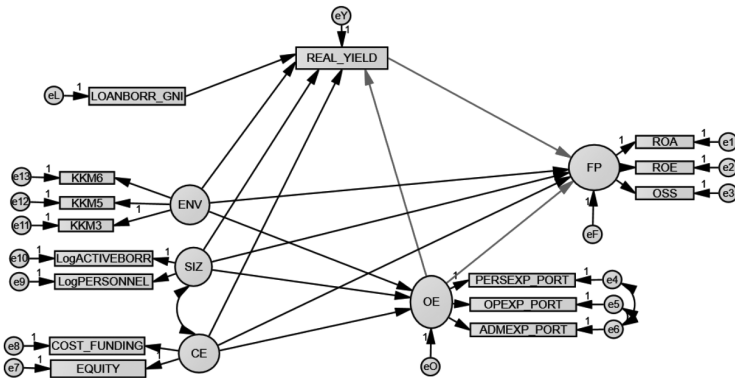 eY
1
REAL_YIELD
eL
1
LOANBORR_GNI
e13
1
KKM6
e12
1
KKM5
e11
1
KKM3
1
ENV
e10
1
LogACTIVEBORR
1
e9
1
LogPERSONNEL
SIZ
e8
1
COST_FUNDING
e7
1
EQUITY
1
CE
FP
1
ROA
1
e1
ROE
1
e2
OSS
1
e3
1
eF
OE
1
PERSEXP_PORT
1
e4
OPEXP_PORT
1
e5
ADMEXP_PORT
1
e6
1
eO